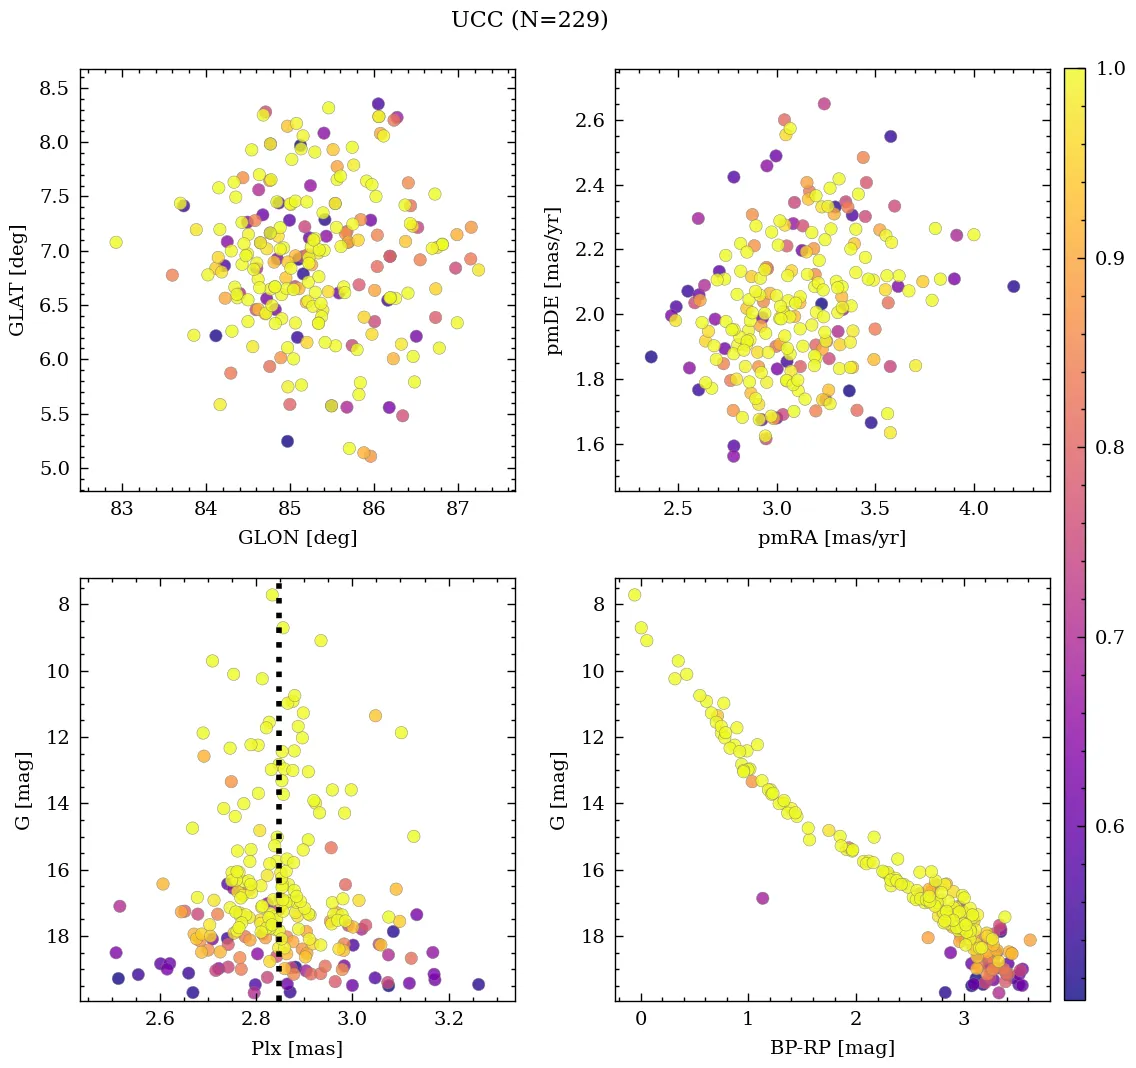 UCC (N=229)
8.5
8.0
7.5
7.0
6.5
6.0
5.5
5.0
GLAT [deg]
83 84 85 86 87
GLON [deg]
2.6
2.4
2.2
2.0
1.8
1.6
pmDE [mas/yr]
2.5 3.0 3.5 4.0
pmRA [mas/yr]
1.0
0.9
0.8
0.7
0.6
8
10
12
14
16
18
G [mag]
2.6 2.8 3.0 3.2
Plx [mas]
8
10
12
14
16
18
G [mag]
0 1 2 3
BP-RP [mag]